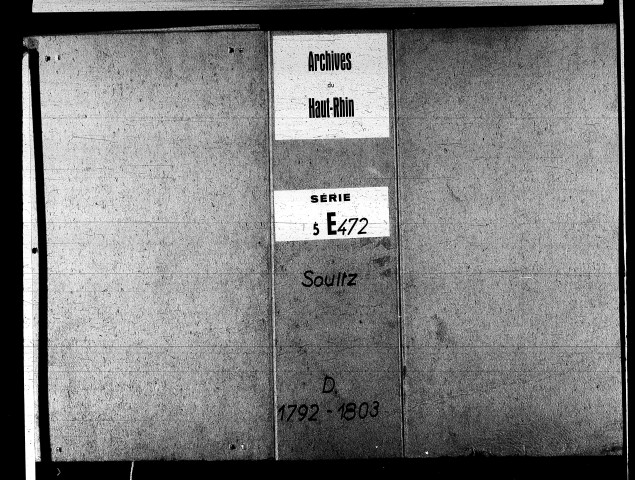 Archives
du
Haut-Rhin
SÉRIE
5 E472
Soultz
D.
1792 - 1803